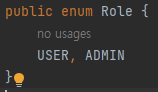 public enum Role {
no usages
USER, ADMIN
}